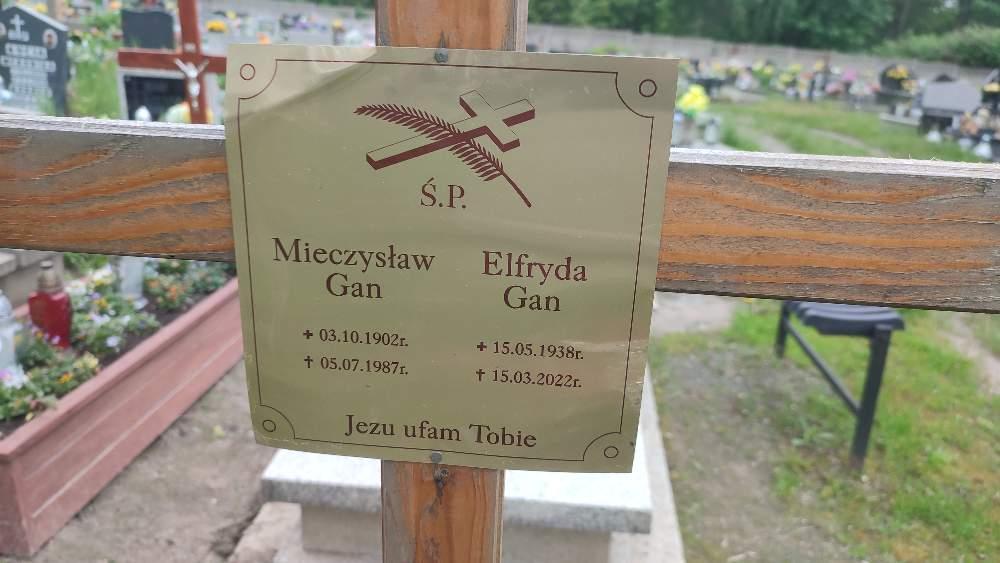 Ś.P.
Mieczysław
Gan
03.10.1902r.
05.07.1987r.
Elfryda
Gan
15.05.1938r.
15.03.2022r.
Jezu ufam Tobie